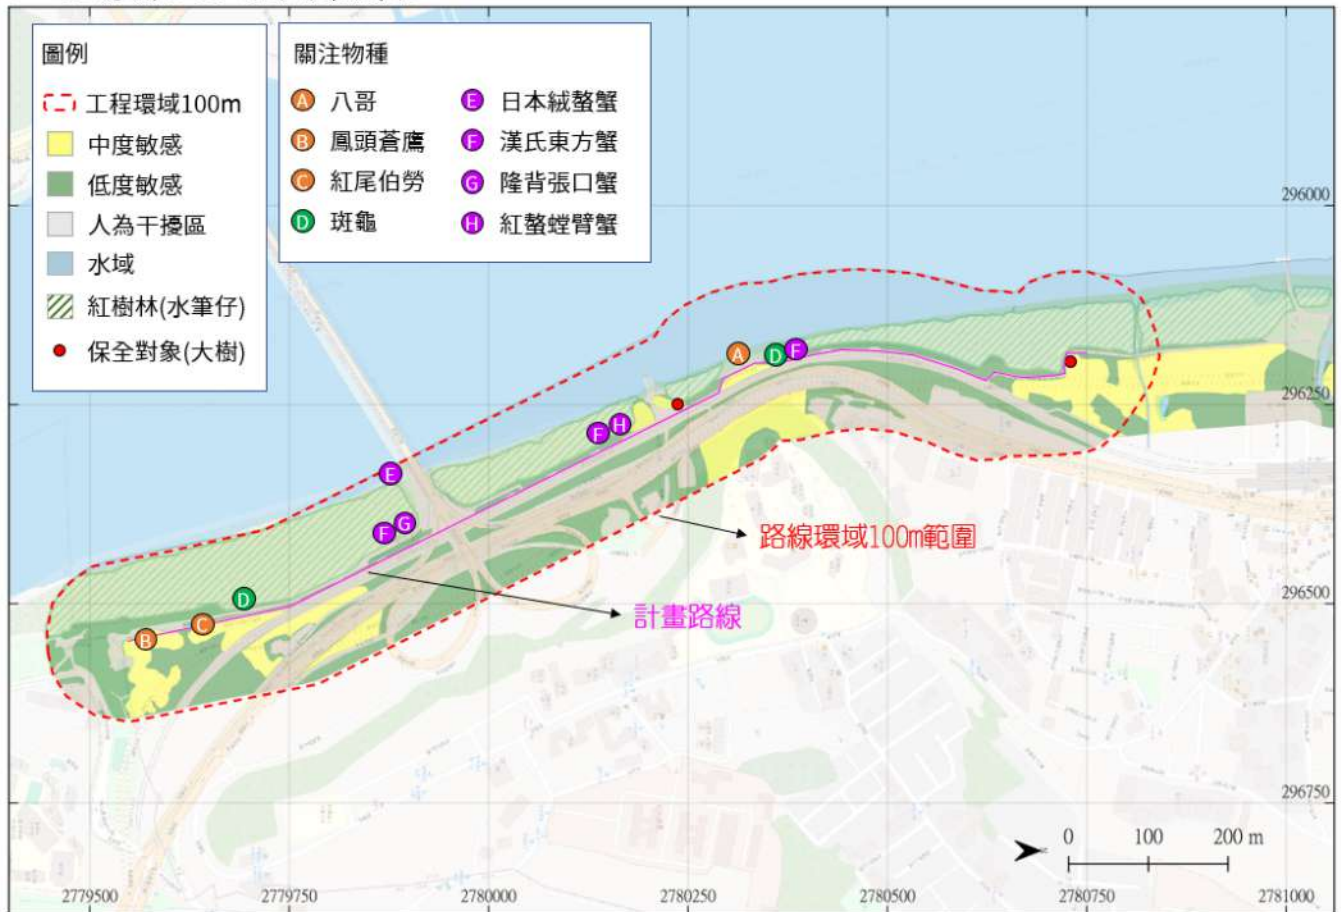 圖例
工程環域100m
中度敏感
低度敏感
人為干擾區
水域
紅樹林(水筆仔)
保全對象(大樹)
關注物種
A 八哥
B 鳳頭蒼鷹
C 紅尾伯勞
D 斑龜
E 日本絨螯蟹
F 漢氏東方蟹
G 隆背張口蟹
H 紅螯螳臂蟹
296000
A
D
F
296250
F
H
E
F
G
路線環域100m範圍
D
296500
C
B
計畫路線
296750
0 100 200 m
2779500 2779750 2780000 2780250 2780500 2780750 2781000